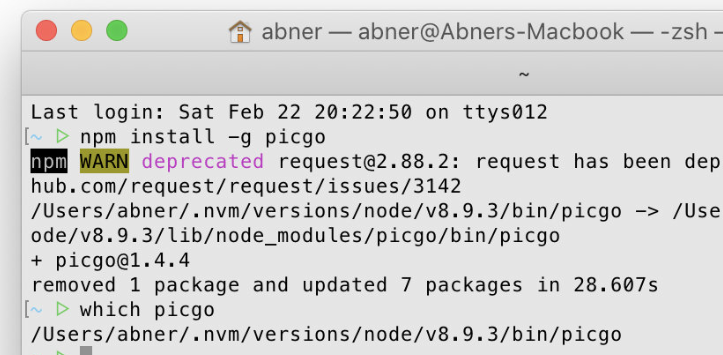 abner — abner@Abners-Macbook — -zsh —
~
Last login: Sat Feb 22 20:22:50 on ttys012
[~ ▷ npm install -g picgo
npm WARN deprecated request@2.88.2: request has been dep
hub.com/request/request/issues/3142
/Users/abner/.nvm/versions/node/v8.9.3/bin/picgo -> /Use
ode/v8.9.3/lib/node_modules/picgo/bin/picgo
+ picgo@1.4.4
removed 1 package and updated 7 packages in 28.607s
[~ ▷ which picgo
/Users/abner/.nvm/versions/node/v8.9.3/bin/picgo